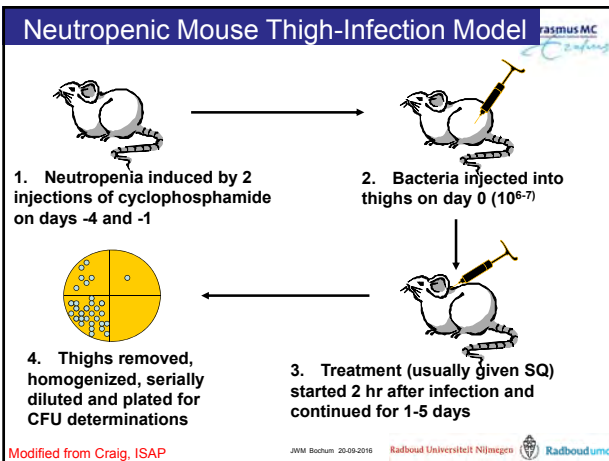 Neutropenic Mouse Thigh-Infection Model
Erasmus MC
Erasmus
1. Neutropenia induced by 2
injections of cyclophosphamide
on days -4 and -1
2. Bacteria injected into
thighs on day 0 (10⁶⁻⁷)
4. Thighs removed,
homogenized, serially
diluted and plated for
CFU determinations
3. Treatment (usually given SQ)
started 2 hr after infection and
continued for 1-5 days
Modified from Craig, ISAP
JWM Bochum 20-09-2016
Radboud Universiteit Nijmegen
Radboudumc